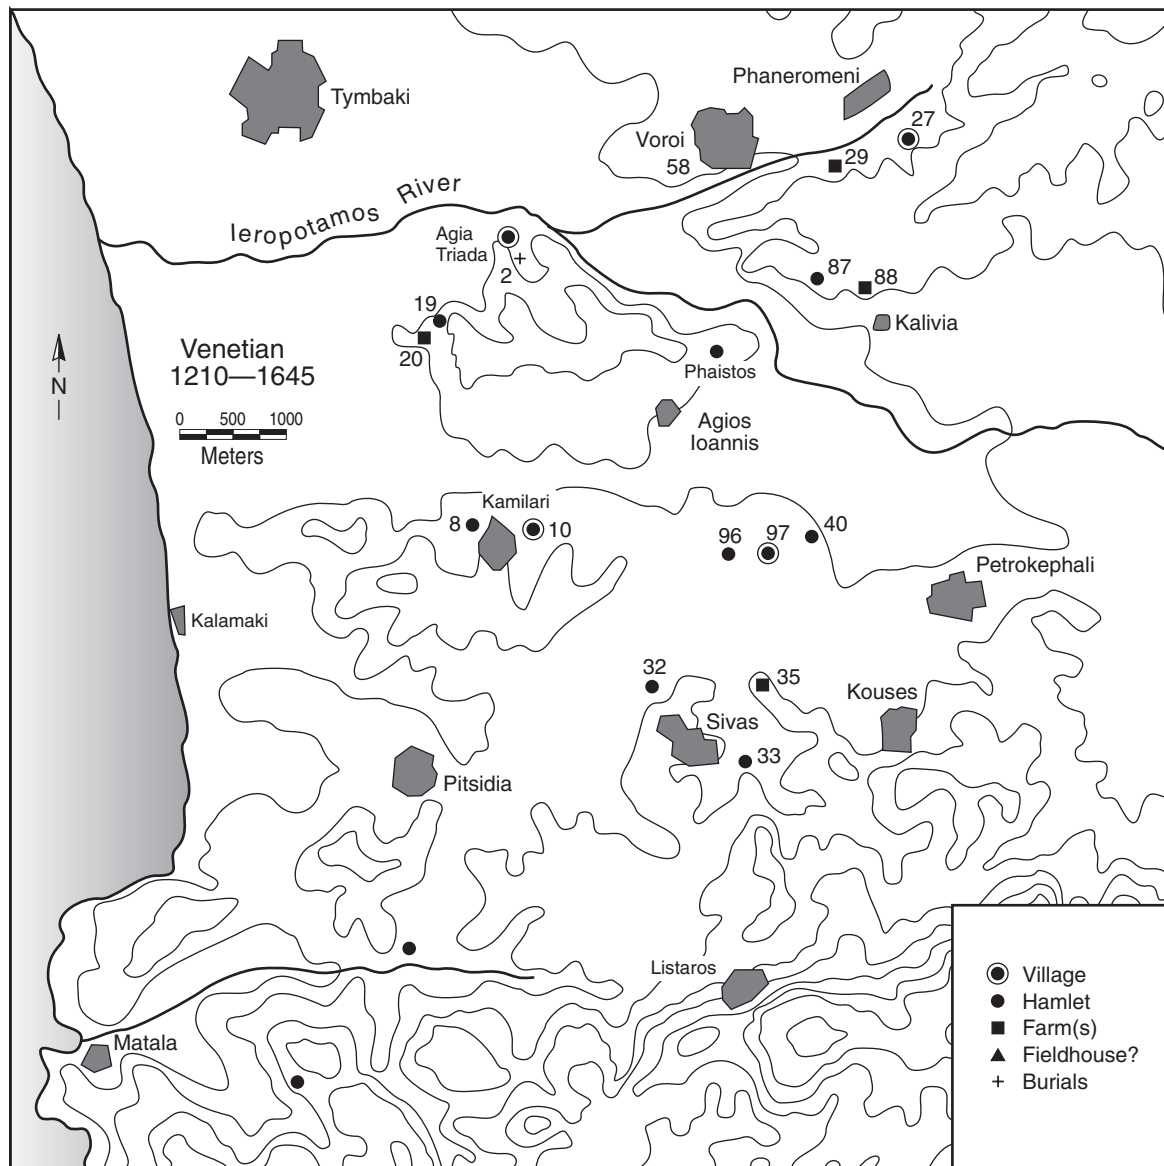 Phaneromeni
Tymbaki
27
Voroi
29
58
Ieropotamos River
Agia
Triada
2
87
88
19
Kalivia
20
Venetian
1210—1645
N
Phaistos
0 500 1000
Meters
Agios
Ioannis
Kamilari
8
10
96
97
40
Petrokephali
Kalamaki
32
35
Kouses
Sivas
33
Pitsidia
Listaros
Matala
Village
Hamlet
Farm(s)
Fieldhouse?
Burials